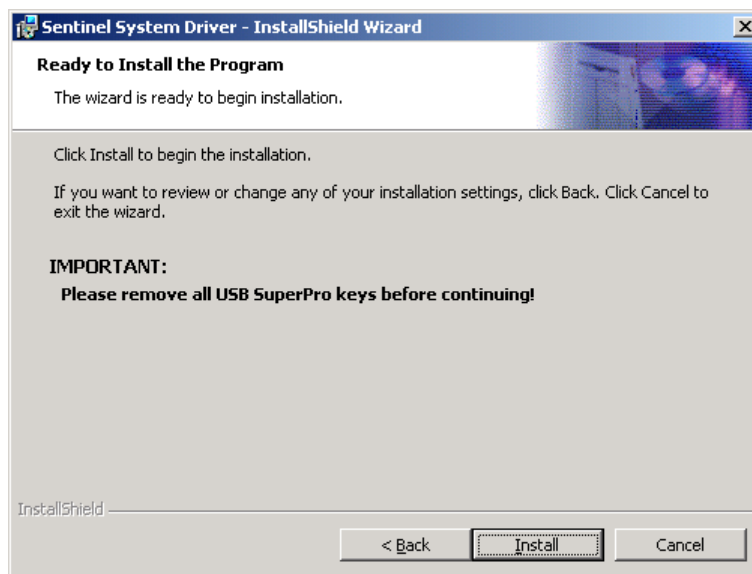 Sentinel System Driver - InstallShield Wizard
Ready to Install the Program
The wizard is ready to begin installation.
Click Install to begin the installation.
If you want to review or change any of your installation settings, click Back. Click Cancel to
exit the wizard.
IMPORTANT:
Please remove all USB SuperPro keys before continuing!
InstallShield
< Back
Install
Cancel